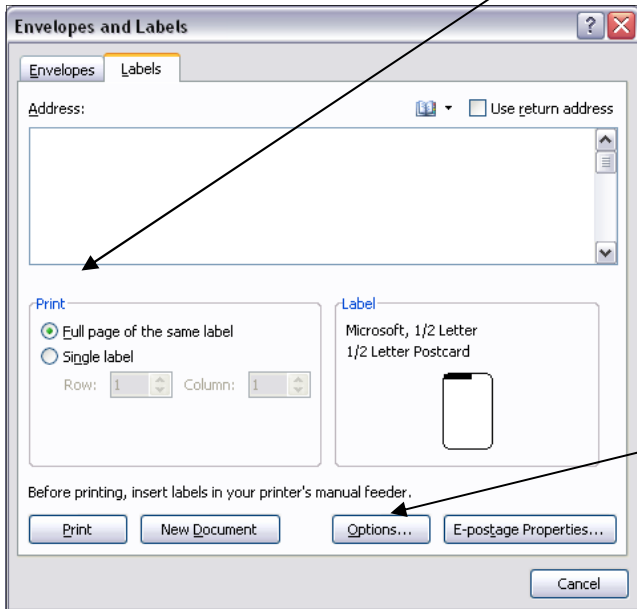 Envelopes and Labels
Envelopes Labels
Address: Use return address
Print
Full page of the same label
Single label
Row: 1 Column: 1
Label
Microsoft, 1/2 Letter
1/2 Letter Postcard
Before printing, insert labels in your printer's manual feeder.
Print New Document Options... E-postage Properties...
Cancel